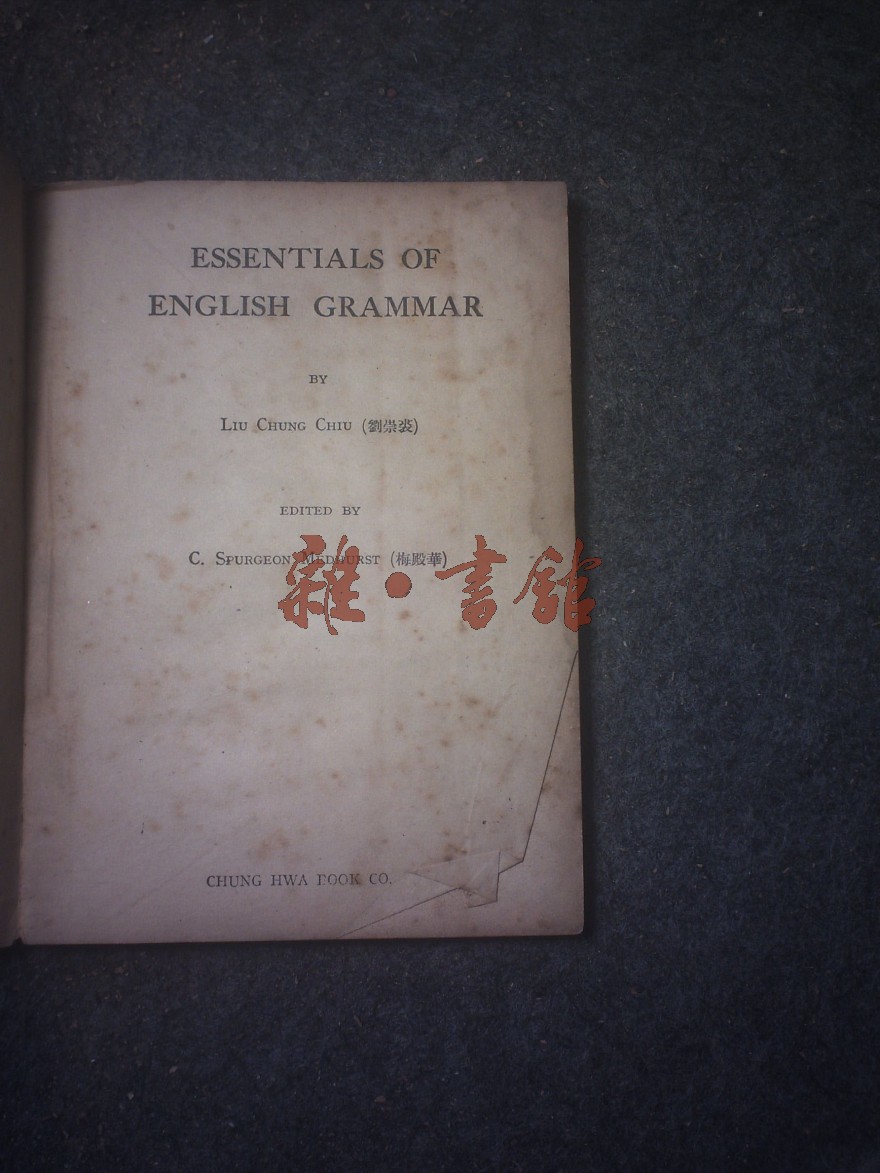 ESSENTIALS OF
ENGLISH GRAMMAR
BY
LIU CHUNG CHIU (劉崇裘)
EDITED BY
C. SPURGEON MEDHURST (梅殿華)
雜·書館
CHUNG HWA BOOK CO.